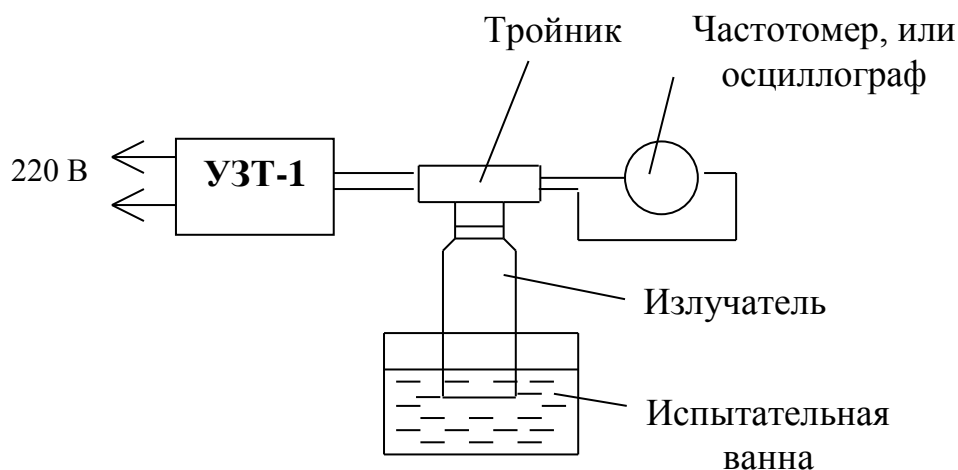 Тройник
Частотомер, или
осциллограф
220 В
УЗТ-1
Излучатель
Испытательная
ванна